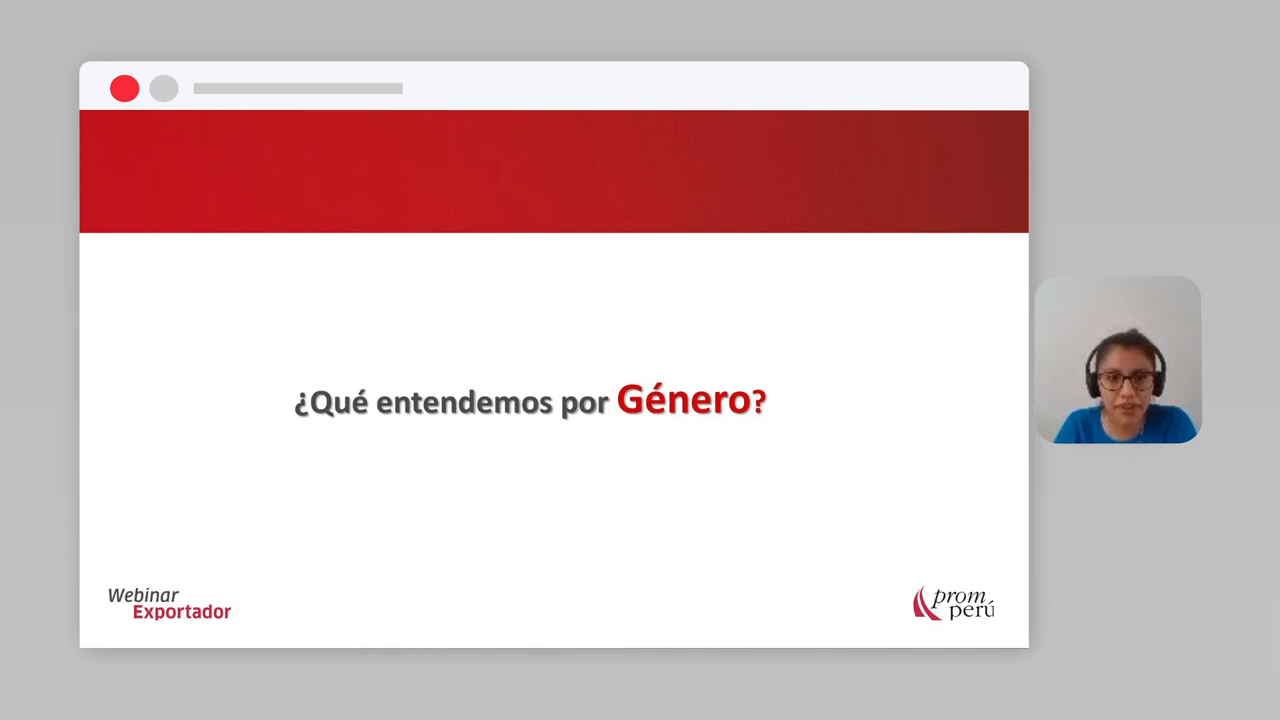 ¿Qué entendemos por Género?
Webinar
Exportador
prom
perú